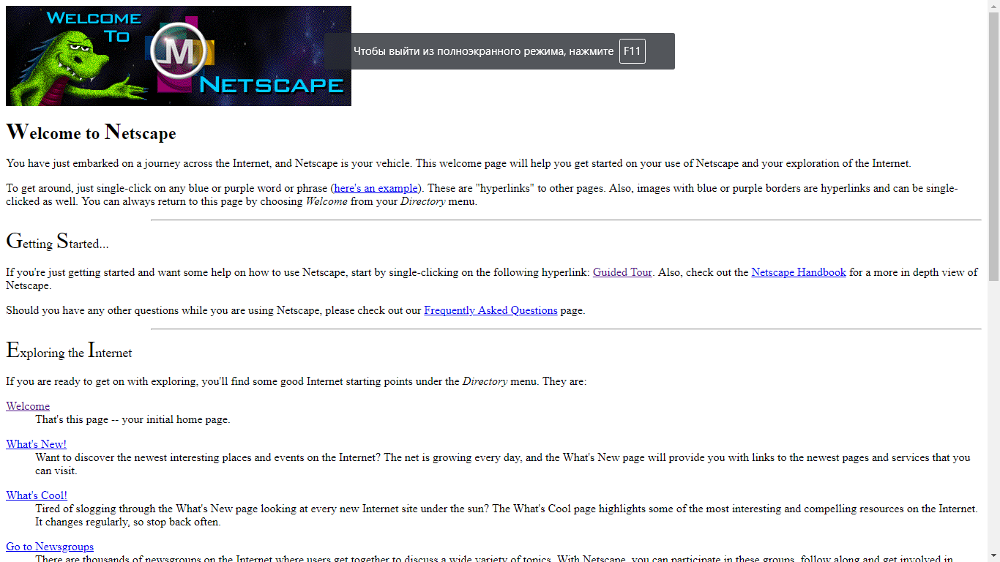 WELCOME
TO
M
NETSCAPE
Чтобы выйти из полноэкранного режима, нажмите F11
Welcome to Netscape
You have just embarked on a journey across the Internet, and Netscape is your vehicle. This welcome page will help you get started on your use of Netscape and your exploration of the Internet.
To get around, just single-click on any blue or purple word or phrase (here's an example). These are "hyperlinks" to other pages. Also, images with blue or purple borders are hyperlinks and can be single-
clicked as well. You can always return to this page by choosing Welcome from your Directory menu.
Getting Started...
If you're just getting started and want some help on how to use Netscape, start by single-clicking on the following hyperlink: Guided Tour. Also, check out the Netscape Handbook for a more in depth view of
Netscape.
Should you have any other questions while you are using Netscape, please check out our Frequently Asked Questions page.
Exploring the Internet
If you are ready to get on with exploring, you'll find some good Internet starting points under the Directory menu. They are:
Welcome
That's this page -- your initial home page.
What's New!
Want to discover the newest interesting places and events on the Internet? The net is growing every day, and the What's New page will provide you with links to the newest pages and services that you
can visit.
What's Cool!
Tired of slogging through the What's New page looking at every new Internet site under the sun? The What's Cool page highlights some of the most interesting and compelling resources on the Internet.
It changes regularly, so stop back often.
Go to Newsgroups
There are thousands of newsgroups on the Internet where users get together to discuss a wide variety of topics. With Netscape, you can participate in these groups, follow along and get involved in